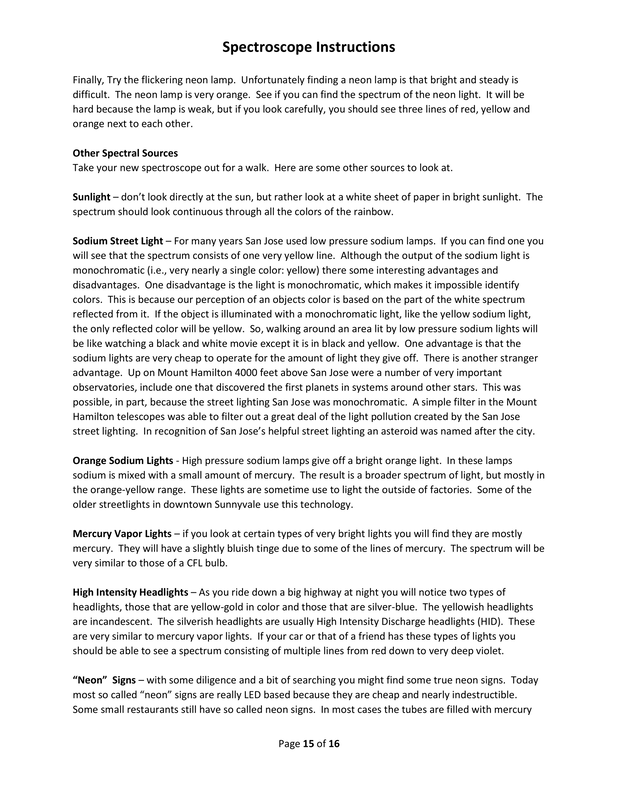 Spectroscope Instructions
Finally, Try the flickering neon lamp.  Unfortunately finding a neon lamp is that bright and steady is
difficult.  The neon lamp is very orange.  See if you can find the spectrum of the neon light.  It will be
hard because the lamp is weak, but if you look carefully, you should see three lines of red, yellow and
orange next to each other.
Other Spectral Sources
Take your new spectroscope out for a walk.  Here are some other sources to look at.
Sunlight – don't look directly at the sun, but rather look at a white sheet of paper in bright sunlight.  The
spectrum should look continuous through all the colors of the rainbow.
Sodium Street Light – For many years San Jose used low pressure sodium lamps.  If you can find one you
will see that the spectrum consists of one very yellow line.  Although the output of the sodium light is
monochromatic (i.e., very nearly a single color: yellow) there some interesting advantages and
disadvantages.  One disadvantage is the light is monochromatic, which makes it impossible identify
colors.  This is because our perception of an objects color is based on the part of the white spectrum
reflected from it.  If the object is illuminated with a monochromatic light, like the yellow sodium light,
the only reflected color will be yellow.  So, walking around an area lit by low pressure sodium lights will
be like watching a black and white movie except it is in black and yellow.  One advantage is that the
sodium lights are very cheap to operate for the amount of light they give off.  There is another stranger
advantage.  Up on Mount Hamilton 4000 feet above San Jose were a number of very important
observatories, include one that discovered the first planets in systems around other stars.  This was
possible, in part, because the street lighting San Jose was monochromatic.  A simple filter in the Mount
Hamilton telescopes was able to filter out a great deal of the light pollution created by the San Jose
street lighting.  In recognition of San Jose's helpful street lighting an asteroid was named after the city.
Orange Sodium Lights - High pressure sodium lamps give off a bright orange light.  In these lamps
sodium is mixed with a small amount of mercury.  The result is a broader spectrum of light, but mostly in
the orange-yellow range.  These lights are sometime use to light the outside of factories.  Some of the
older streetlights in downtown Sunnyvale use this technology.
Mercury Vapor Lights – if you look at certain types of very bright lights you will find they are mostly
mercury.  They will have a slightly bluish tinge due to some of the lines of mercury.  The spectrum will be
very similar to those of a CFL bulb.
High Intensity Headlights – As you ride down a big highway at night you will notice two types of
headlights, those that are yellow-gold in color and those that are silver-blue.  The yellowish headlights
are incandescent.  The silverish headlights are usually High Intensity Discharge headlights (HID).  These
are very similar to mercury vapor lights.  If your car or that of a friend has these types of lights you
should be able to see a spectrum consisting of multiple lines from red down to very deep violet.
"Neon"  Signs – with some diligence and a bit of searching you might find some true neon signs.  Today
most so called "neon" signs are really LED based because they are cheap and nearly indestructible.
Some small restaurants still have so called neon signs.  In most cases the tubes are filled with mercury
Page 15 of 16